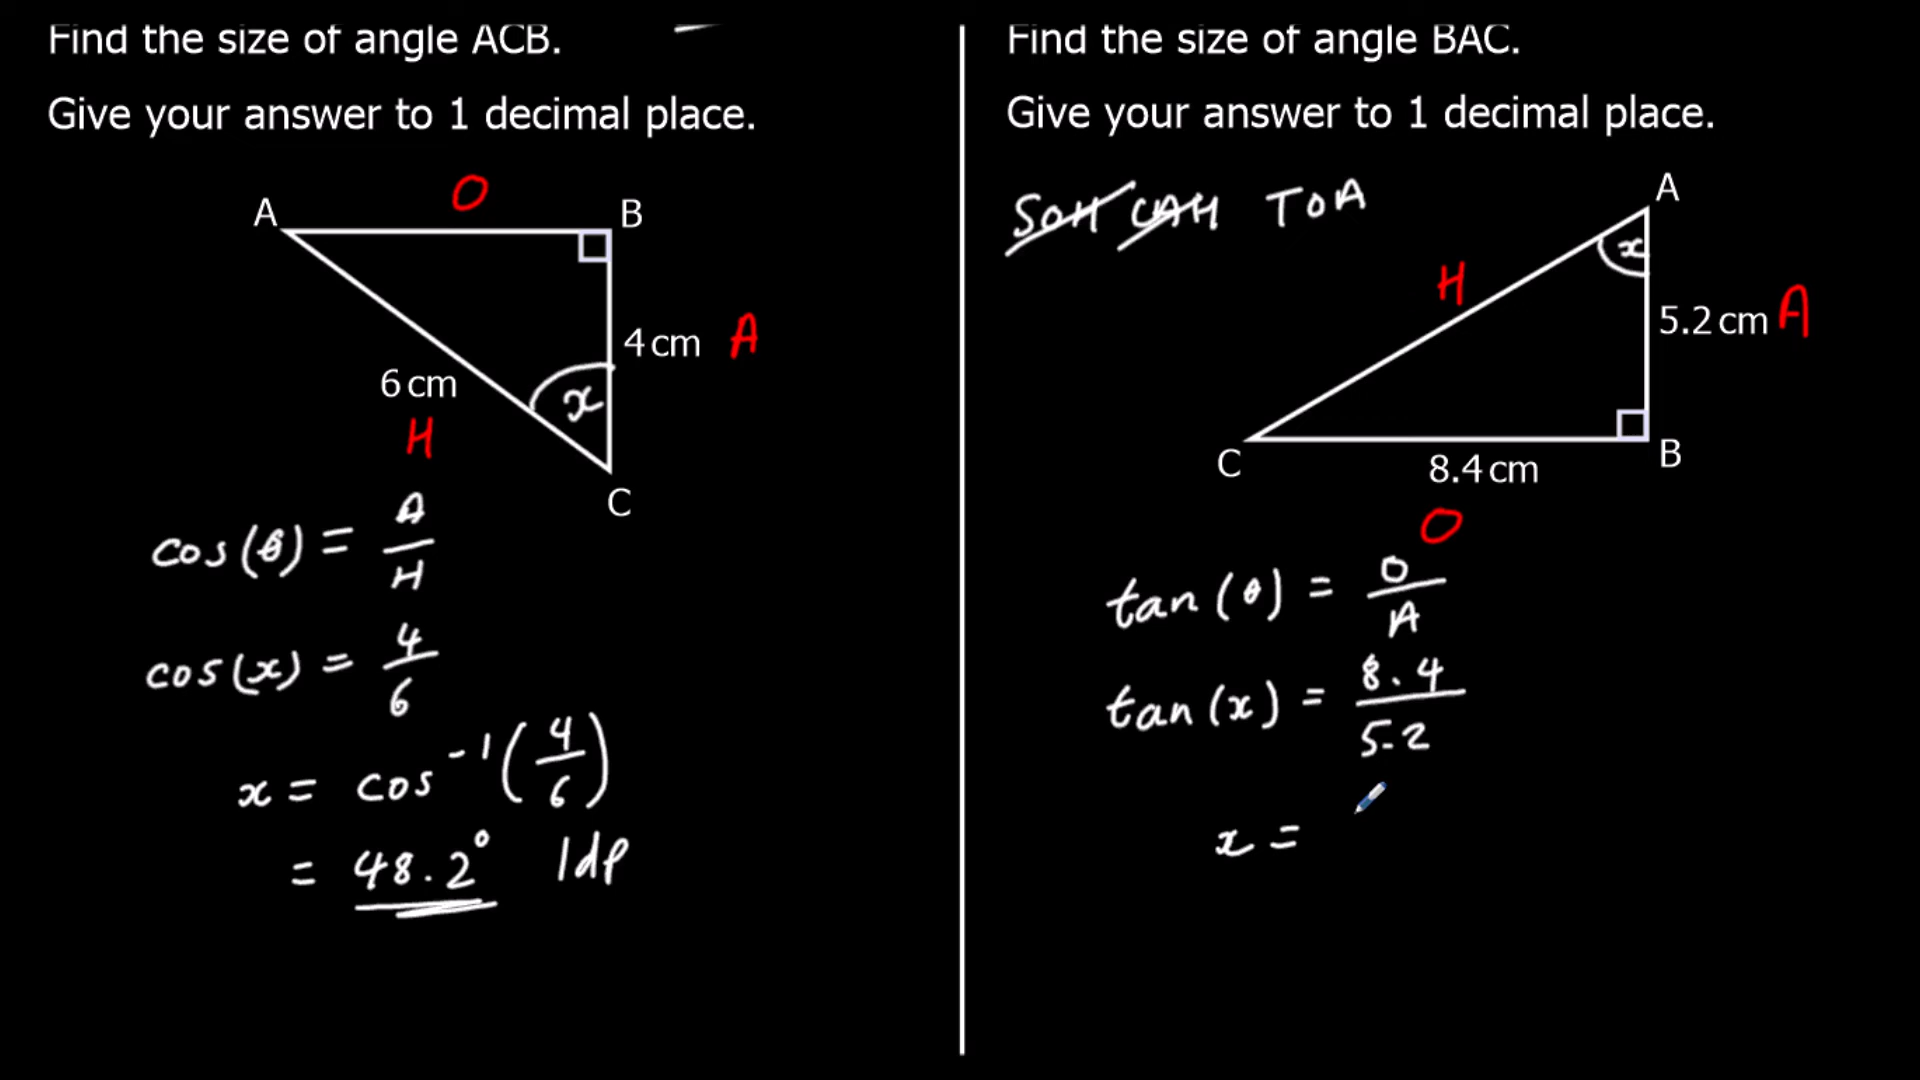 Find the size of angle ACB.
Give your answer to 1 decimal place.
O
A
B
4 cm A
6 cm
x
H
C
cos(θ) = A/H
cos(x) = 4/6
x = cos⁻¹(4/6)
= 48.2° 1dp
Find the size of angle BAC.
Give your answer to 1 decimal place.
SOH CAH TOA
A
x
H
5.2 cm A
C
B
8.4 cm
O
tan(θ) = O/A
tan(x) = 8.4/5.2
x =